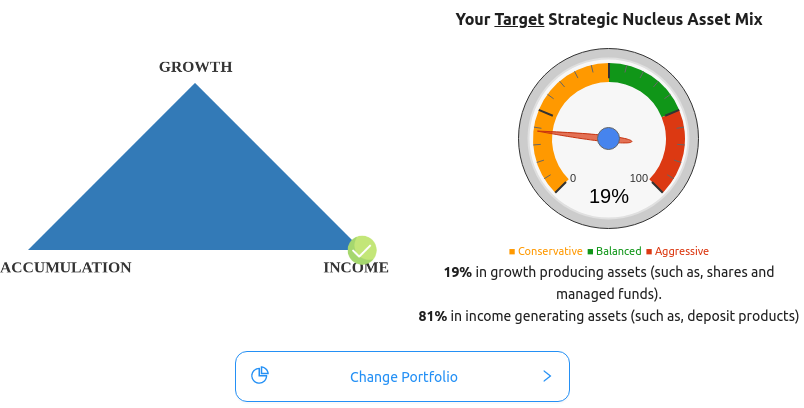 Your Target Strategic Nucleus Asset Mix
GROWTH
ACCUMULATION
INCOME
0
100
19%
Conservative Balanced Aggressive
19% in growth producing assets (such as, shares and
managed funds).
81% in income generating assets (such as, deposit products)
Change Portfolio